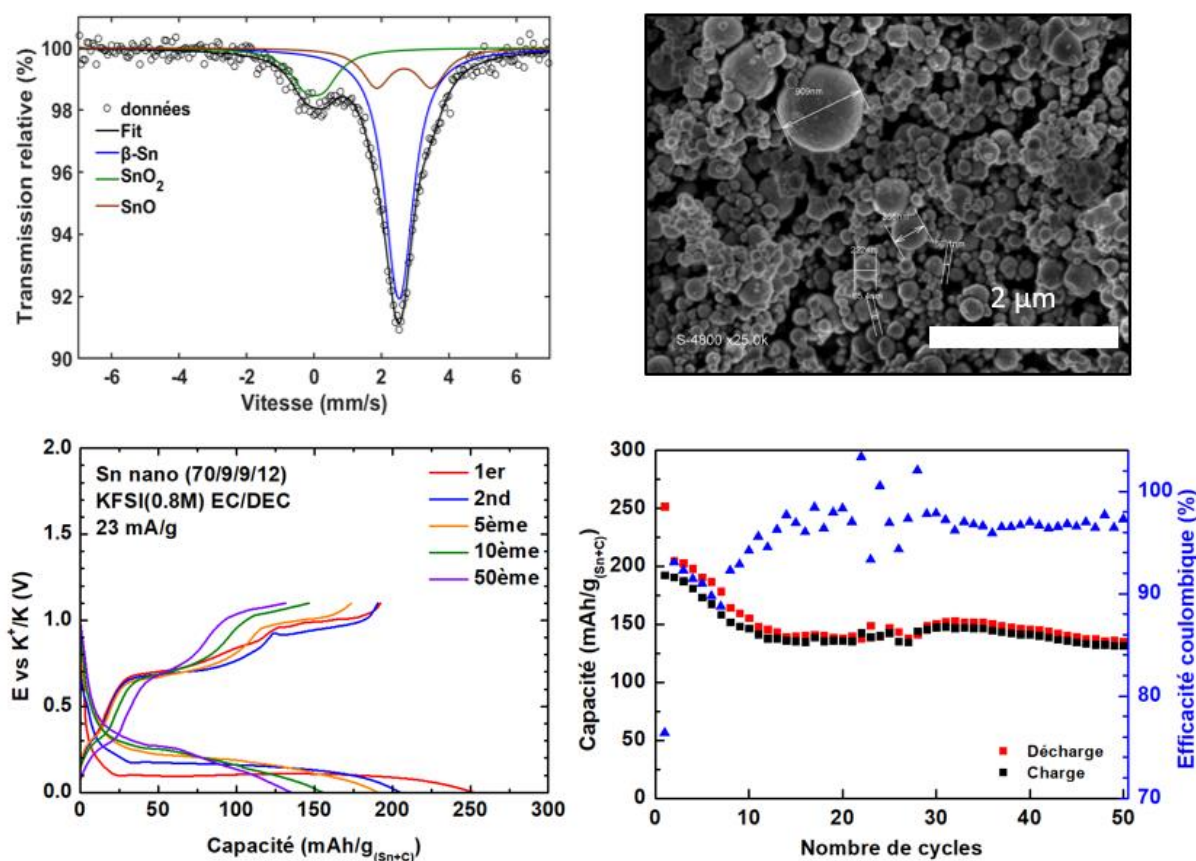 Transmission relative (%)
100
98
96
94
92
90
données
Fit
β-Sn
SnO₂
SnO
-6 -4 -2 0 2 4 6
Vitesse (mm/s)
909nm
2 µm
S-4800 x25.0k
E vs K⁺/K (V)
2.0
1.5
1.0
0.5
0.0
Sn nano (70/9/9/12)
KFSI(0.8M) EC/DEC
23 mA/g
1er
2nd
5ème
10ème
50ème
0 50 100 150 200 250 300
Capacité (mAh/g(Sn+C))
Capacité (mAh/g(Sn+C))
300
250
200
150
100
50
0
Décharge
Charge
0 10 20 30 40 50
Nombre de cycles
100
90
80
70
Efficacité coulombique (%)